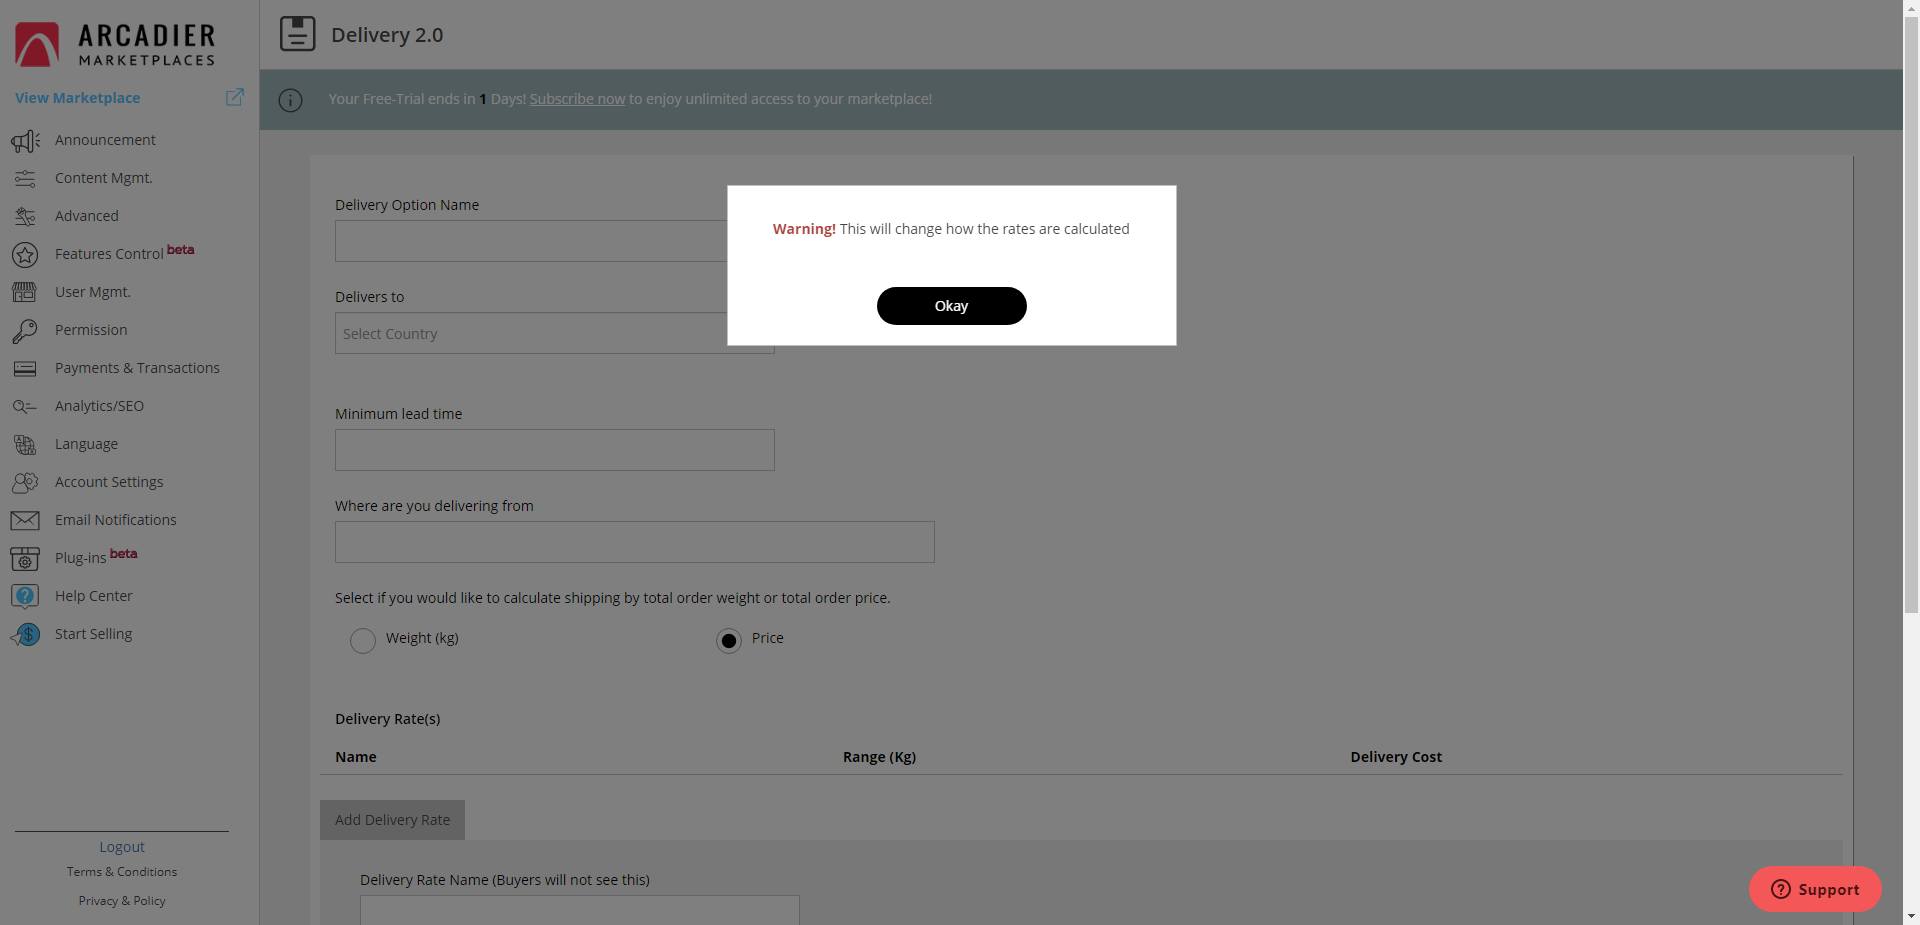 ARCADIER
MARKETPLACES
View Marketplace
Announcement
Content Mgmt.
Advanced
Features Control beta
User Mgmt.
Permission
Payments & Transactions
Analytics/SEO
Language
Account Settings
Email Notifications
Plug-ins beta
Help Center
Start Selling
Logout
Terms & Conditions
Privacy & Policy
Delivery 2.0
Your Free-Trial ends in 1 Days! Subscribe now to enjoy unlimited access to your marketplace!
Delivery Option Name
Delivers to
Select Country
Warning! This will change how the rates are calculated
Okay
Minimum lead time
Where are you delivering from
Select if you would like to calculate shipping by total order weight or total order price.
Weight (kg) Price
Delivery Rate(s)
Name Range (Kg) Delivery Cost
Add Delivery Rate
Delivery Rate Name (Buyers will not see this)
Support